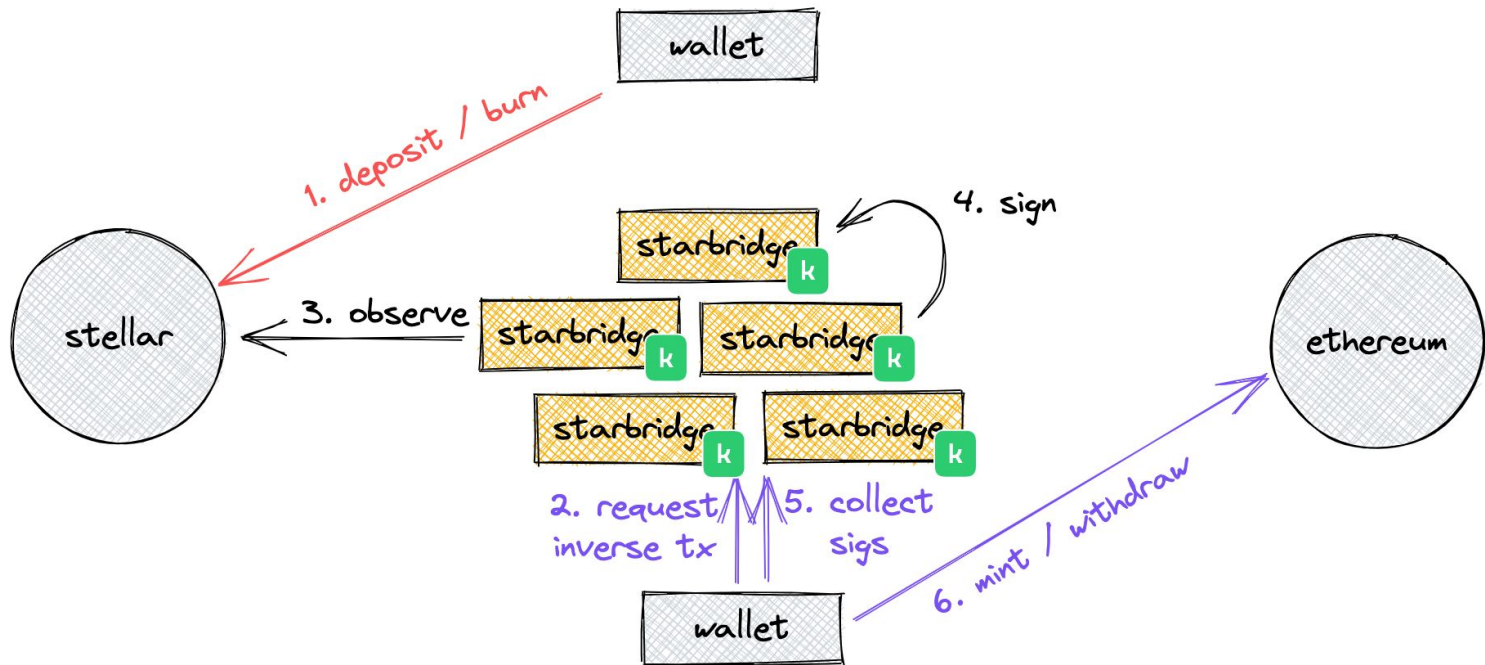 wallet
1. deposit / burn
4. sign
starbridge
k
stellar
3. observe
starbridge
k
starbridge
k
ethereum
starbridge
k
starbridge
k
2. request
inverse tx
5. collect
sigs
6. mint / withdraw
wallet